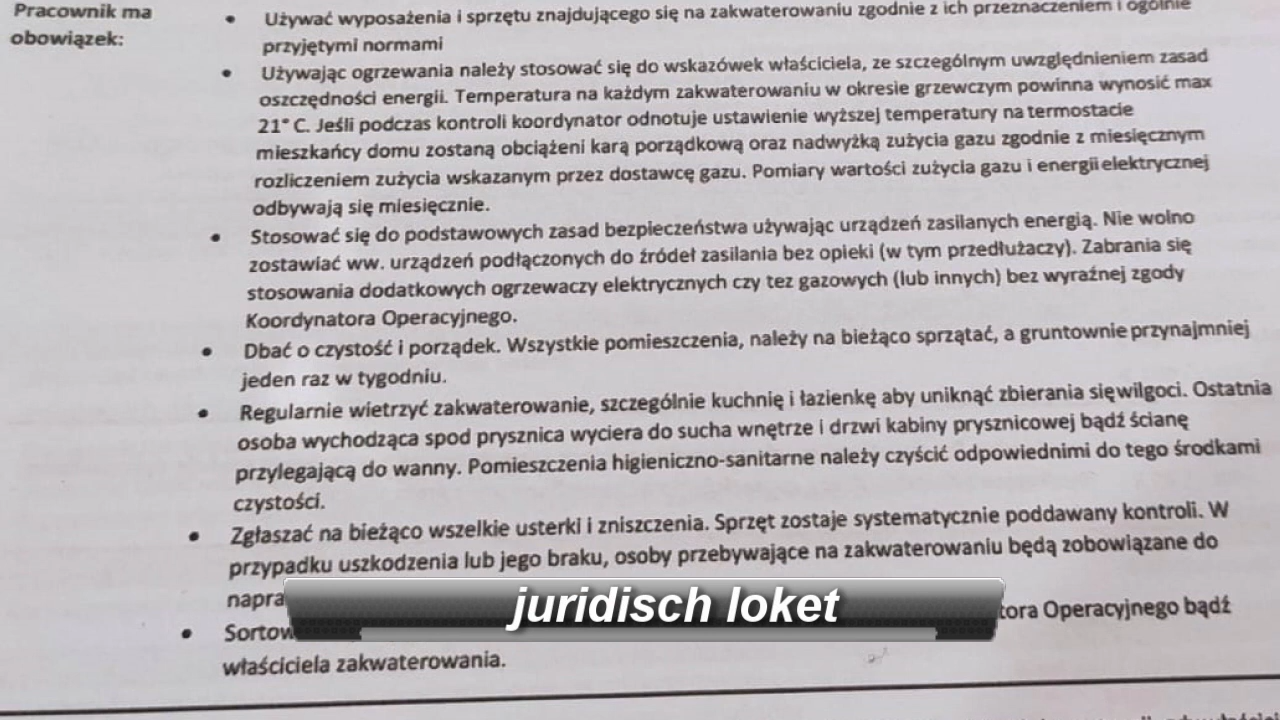 Pracownik ma
obowiązek:
• Używać wyposażenia i sprzętu znajdującego się na zakwaterowaniu zgodnie z ich przeznaczeniem i ogólnie
przyjętymi normami
• Używając ogrzewania należy stosować się do wskazówek właściciela, ze szczególnym uwzględnieniem zasad
oszczędności energii. Temperatura na każdym zakwaterowaniu w okresie grzewczym powinna wynosić max
21° C. Jeśli podczas kontroli koordynator odnotuje ustawienie wyższej temperatury na termostacie
mieszkańcy domu zostaną obciążeni karą porządkową oraz nadwyżką zużycia gazu zgodnie z miesięcznym
rozliczeniem zużycia wskazanym przez dostawcę gazu. Pomiary wartości zużycia gazu i energii elektrycznej
odbywają się miesięcznie.
• Stosować się do podstawowych zasad bezpieczeństwa używając urządzeń zasilanych energią. Nie wolno
zostawiać ww. urządzeń podłączonych do źródeł zasilania bez opieki (w tym przedłużaczy). Zabrania się
stosowania dodatkowych ogrzewaczy elektrycznych czy tez gazowych (lub innych) bez wyraźnej zgody
Koordynatora Operacyjnego.
• Dbać o czystość i porządek. Wszystkie pomieszczenia, należy na bieżąco sprzątać, a gruntownie przynajmniej
jeden raz w tygodniu.
• Regularnie wietrzyć zakwaterowanie, szczególnie kuchnię i łazienkę aby uniknąć zbierania sięwilgoci. Ostatnia
osoba wychodząca spod prysznica wyciera do sucha wnętrze i drzwi kabiny prysznicowej bądź ścianę
przylegającą do wanny. Pomieszczenia higieniczno-sanitarne należy czyścić odpowiednimi do tego środkami
czystości.
• Zgłaszać na bieżąco wszelkie usterki i zniszczenia. Sprzęt zostaje systematycznie poddawany kontroli. W
przypadku uszkodzenia lub jego braku, osoby przebywające na zakwaterowaniu będą zobowiązane do
napra
juridisch loket
• Sortow tora Operacyjnego bądź
właściciela zakwaterowania.